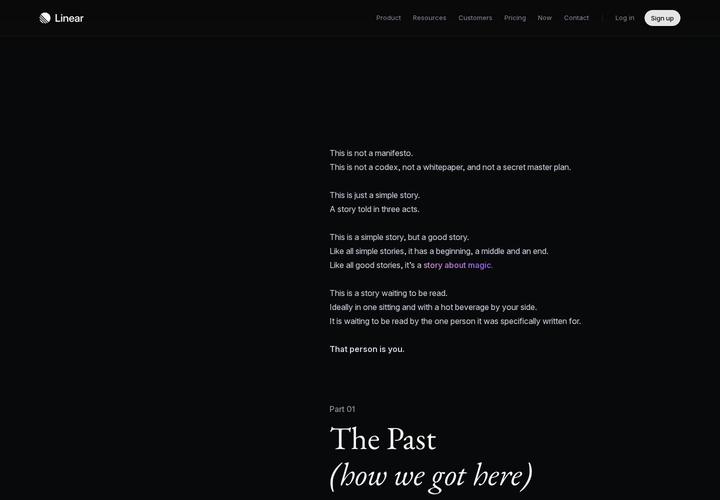 Linear
Product Resources Customers Pricing Now Contact Log in Sign up
This is not a manifesto.
This is not a codex, not a whitepaper, and not a secret master plan.
This is just a simple story.
A story told in three acts.
This is a simple story, but a good story.
Like all simple stories, it has a beginning, a middle and an end.
Like all good stories, it's a story about magic.
This is a story waiting to be read.
Ideally in one sitting and with a hot beverage by your side.
It is waiting to be read by the one person it was specifically written for.
That person is you.
Part 01
The Past
(how we got here)